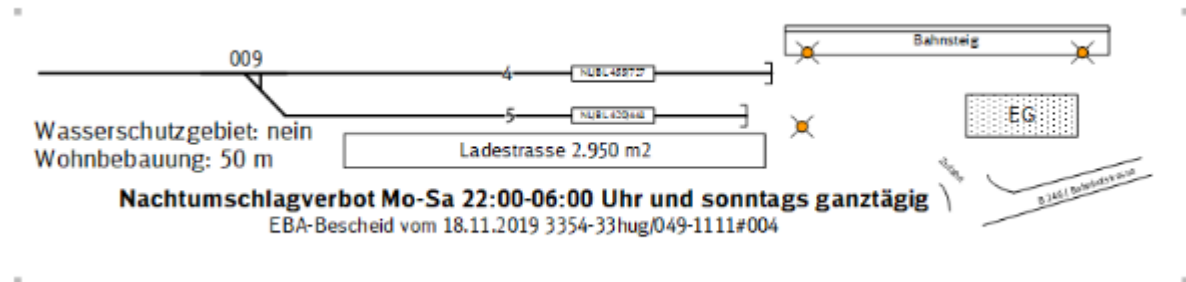 Bahnsteig
009
4
5
EG
Wasserschutzgebiet: nein
Wohnbebauung: 50 m
Ladestrasse 2.950 m2
Zufahrt
Nachtumschlagverbot Mo-Sa 22:00-06:00 Uhr und sonntags ganztägig
EBA-Bescheid vom 18.11.2019 3354-33hug/049-1111#004